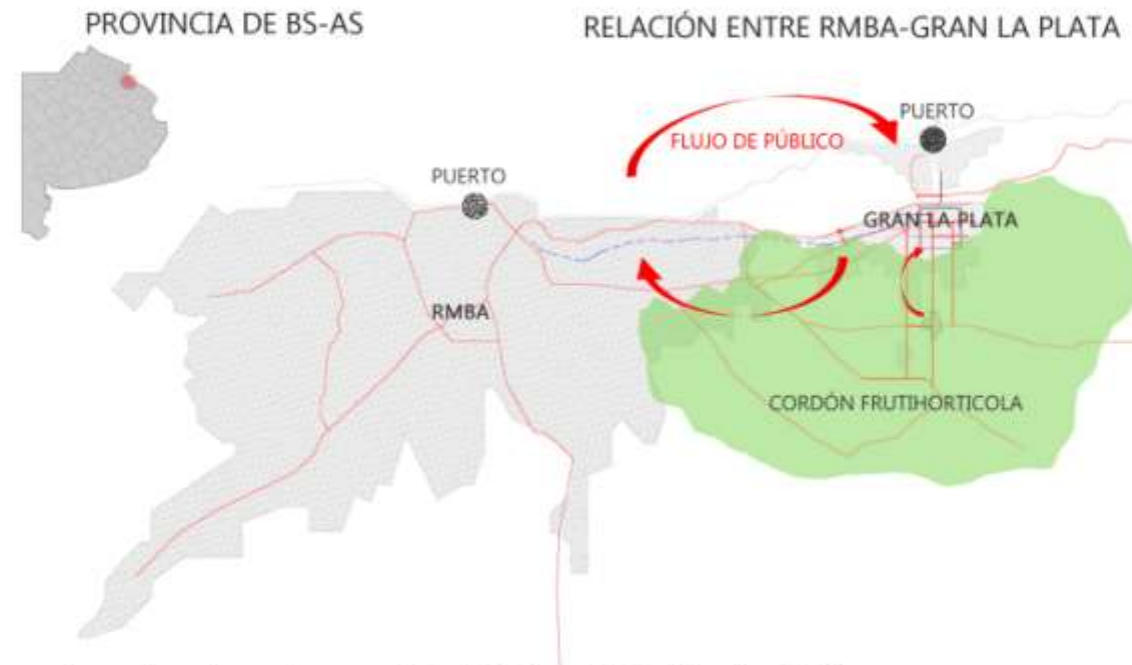 PROVINCIA DE BS-AS
RELACIÓN ENTRE RMBA-GRAN LA PLATA
PUERTO
FLUJO DE PÚBLICO
PUERTO
GRAN LA PLATA
RMBA
CORDÓN FRUTIHORTICOLA